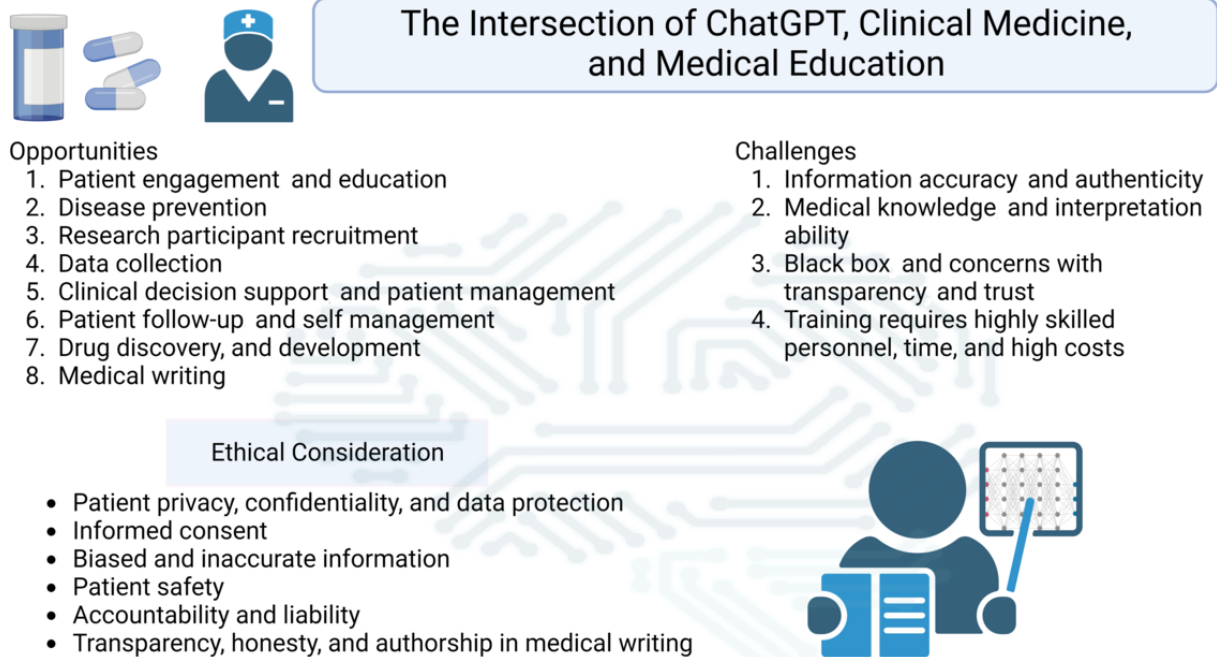 The Intersection of ChatGPT, Clinical Medicine,
and Medical Education
Opportunities
1. Patient engagement and education
2. Disease prevention
3. Research participant recruitment
4. Data collection
5. Clinical decision support and patient management
6. Patient follow-up and self management
7. Drug discovery, and development
8. Medical writing
Challenges
1. Information accuracy and authenticity
2. Medical knowledge and interpretation
ability
3. Black box and concerns with
transparency and trust
4. Training requires highly skilled
personnel, time, and high costs
Ethical Consideration
• Patient privacy, confidentiality, and data protection
• Informed consent
• Biased and inaccurate information
• Patient safety
• Accountability and liability
• Transparency, honesty, and authorship in medical writing